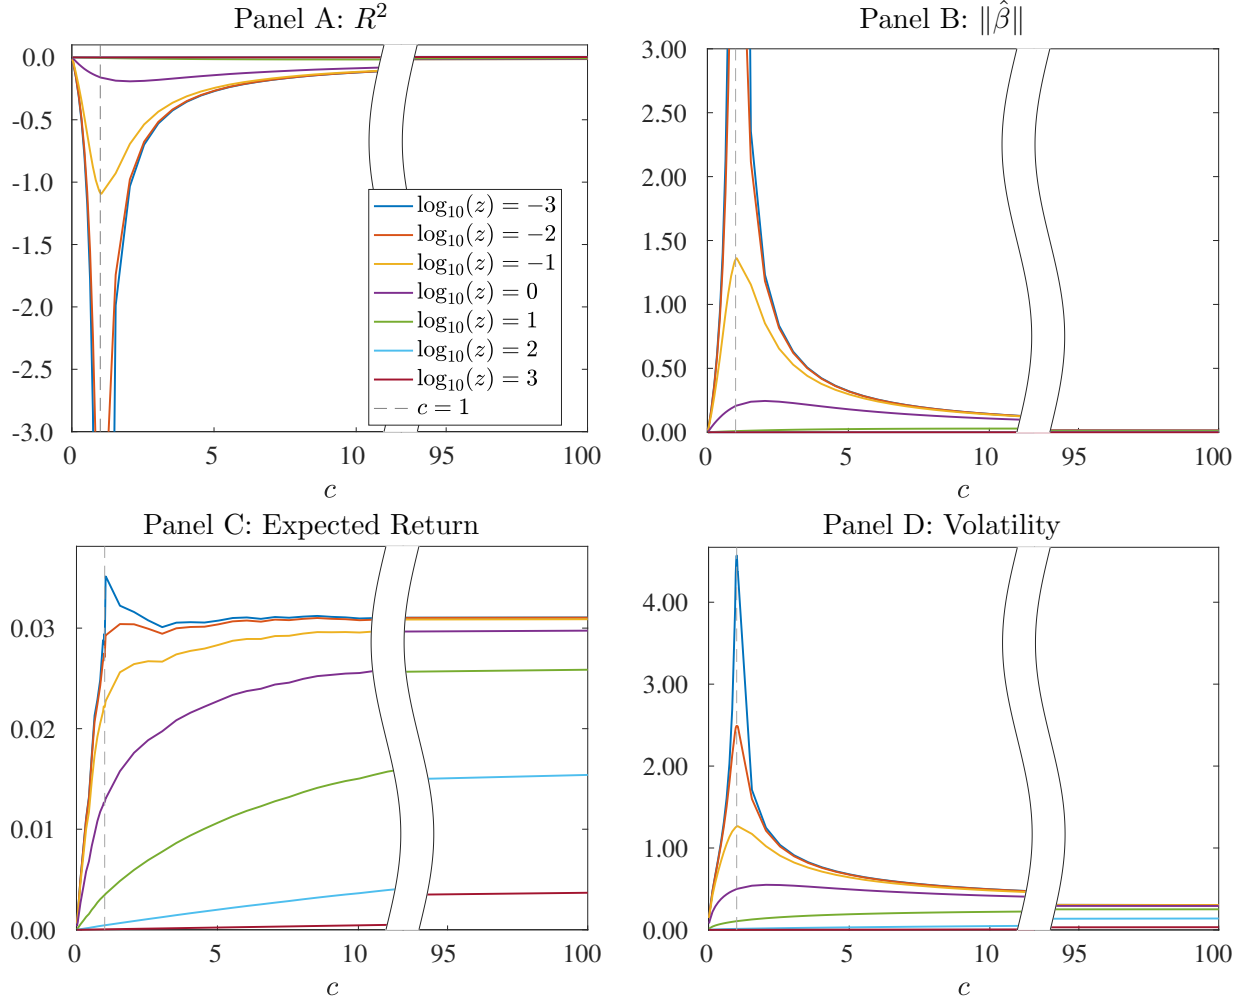 Panel A: R²
0.0
-0.5
-1.0
-1.5
-2.0
-2.5
-3.0
0 5 10 95 100
c
log₁₀(z) = −3
log₁₀(z) = −2
log₁₀(z) = −1
log₁₀(z) = 0
log₁₀(z) = 1
log₁₀(z) = 2
log₁₀(z) = 3
c = 1
Panel B: ‖β̂‖
3.00
2.50
2.00
1.50
1.00
0.50
0.00
0 5 10 95 100
c
Panel C: Expected Return
0.03
0.02
0.01
0.00
0 5 10 95 100
c
Panel D: Volatility
4.00
3.00
2.00
1.00
0.00
0 5 10 95 100
c